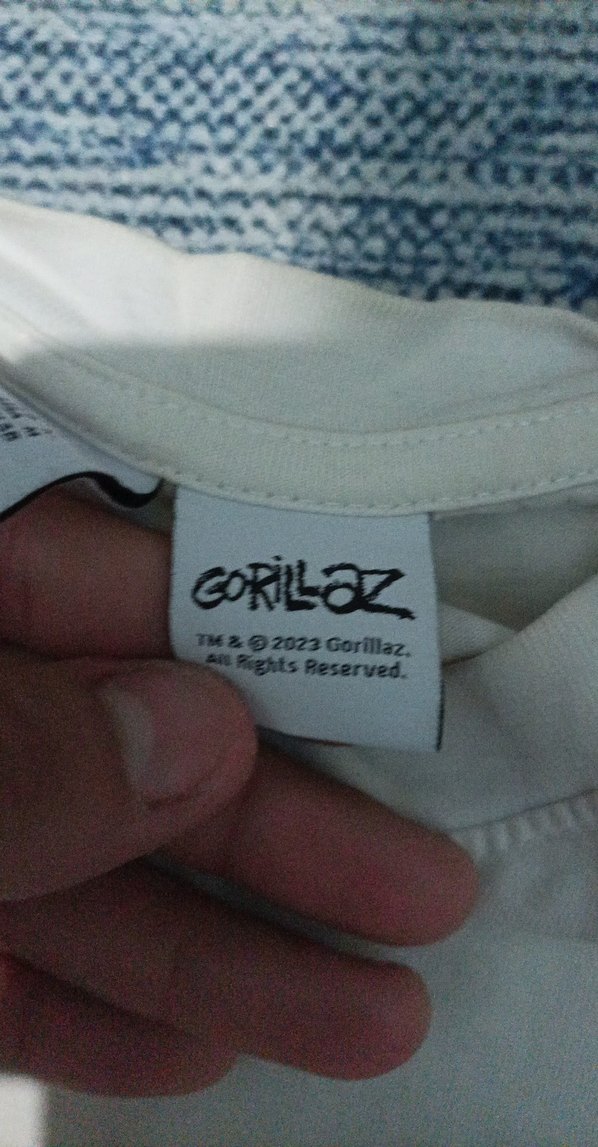 GORILLAZ
TM & © 2023 Gorillaz.
All Rights Reserved.